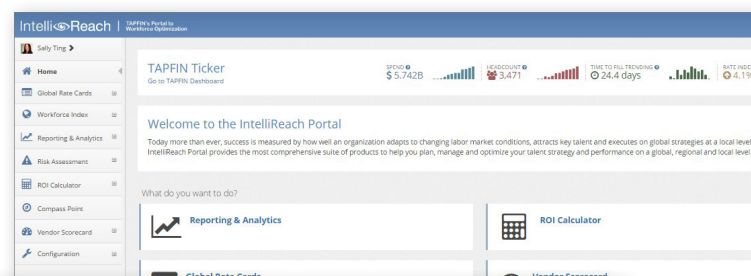 IntelliReach | TAPFIN's Portal to
Workforce Optimization
Sally Ting
Home
Global Rate Cards
Workforce Index
Reporting & Analytics
Risk Assessment
ROI Calculator
Compass Point
Vendor Scorecard
Configuration
TAPFIN Ticker
Go to TAPFIN Dashboard
SPEND
$ 5.742B
HEADCOUNT
3,471
TIME TO FILL TRENDING
24.4 days
RATE INDE
4.1%
Welcome to the IntelliReach Portal
Today more than ever, success is measured by how well an organization adapts to changing labor market conditions, attracts key talent and executes on global strategies at a local level
IntelliReach Portal provides the most comprehensive suite of products to help you plan, manage and optimize your talent strategy and performance on a global, regional and local level.
What do you want to do?
Reporting & Analytics
ROI Calculator
Global Rate Cards
Vendor Scorecard